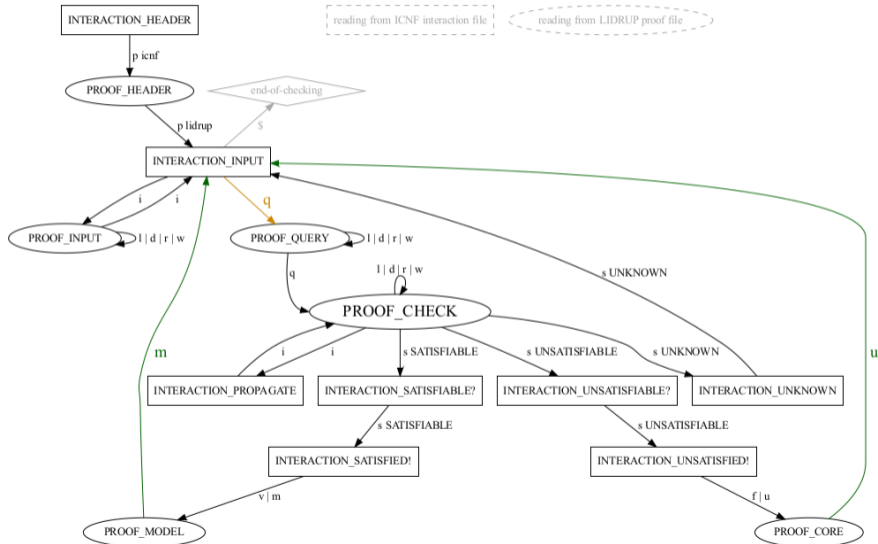 INTERACTION_HEADER
reading from ICNF interaction file
reading from LIDRUP proof file
p icnf
PROOF_HEADER
end-of-checking
p lidrup
$
INTERACTION_INPUT
i
i
q
PROOF_INPUT
l | d | r | w
PROOF_QUERY
l | d | r | w
q
l | d | r | w
s UNKNOWN
PROOF_CHECK
m
i
i
s SATISFIABLE
s UNSATISFIABLE
s UNKNOWN
u
INTERACTION_PROPAGATE
INTERACTION_SATISFIABLE?
INTERACTION_UNSATISFIABLE?
INTERACTION_UNKNOWN
s SATISFIABLE
s UNSATISFIABLE
INTERACTION_SATISFIED!
INTERACTION_UNSATISFIED!
v | m
f | u
PROOF_MODEL
PROOF_CORE